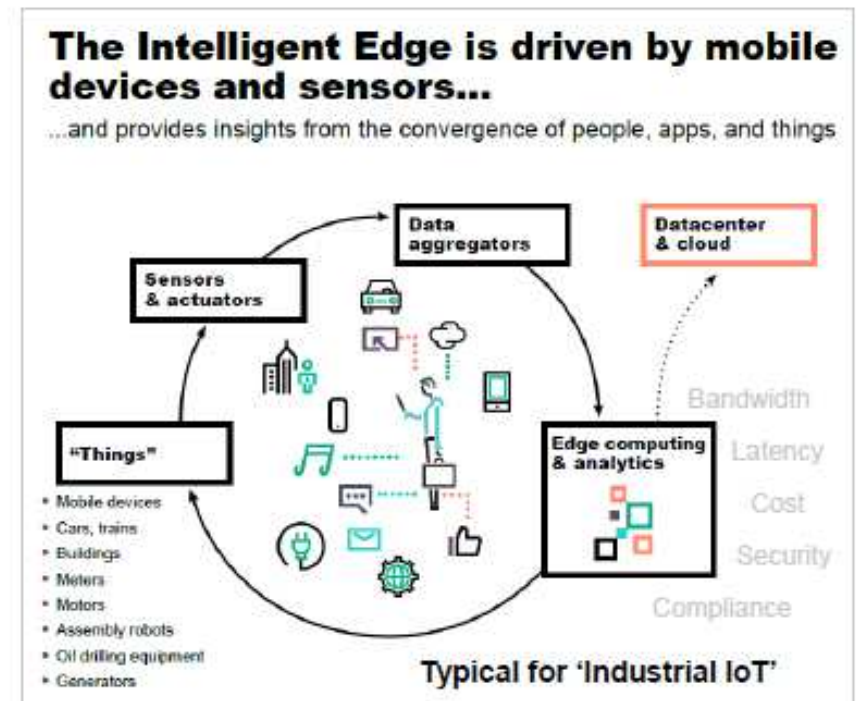 The Intelligent Edge is driven by mobile
devices and sensors...
...and provides insights from the convergence of people, apps, and things
Data
aggregators
Datacenter
& cloud
Sensors
& actuators
Bandwidth
"Things"
Edge computing
& analytics
Latency
• Mobile devices
• Cars, trains
• Buildings
• Meters
• Motors
• Assembly robots
• Oil drilling equipment
• Generators
Cost
Security
Compliance
Typical for 'Industrial IoT'